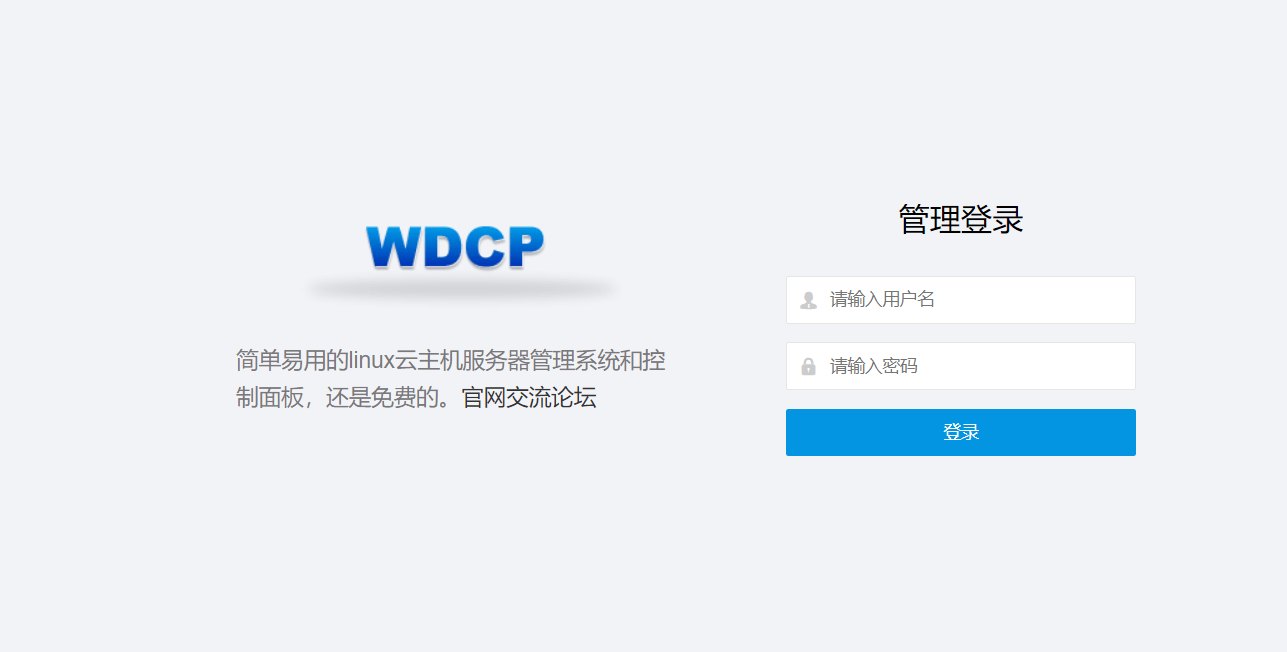 WDCP
简单易用的linux云主机服务器管理系统和控
制面板，还是免费的。官网交流论坛
管理登录
请输入用户名
请输入密码
登录